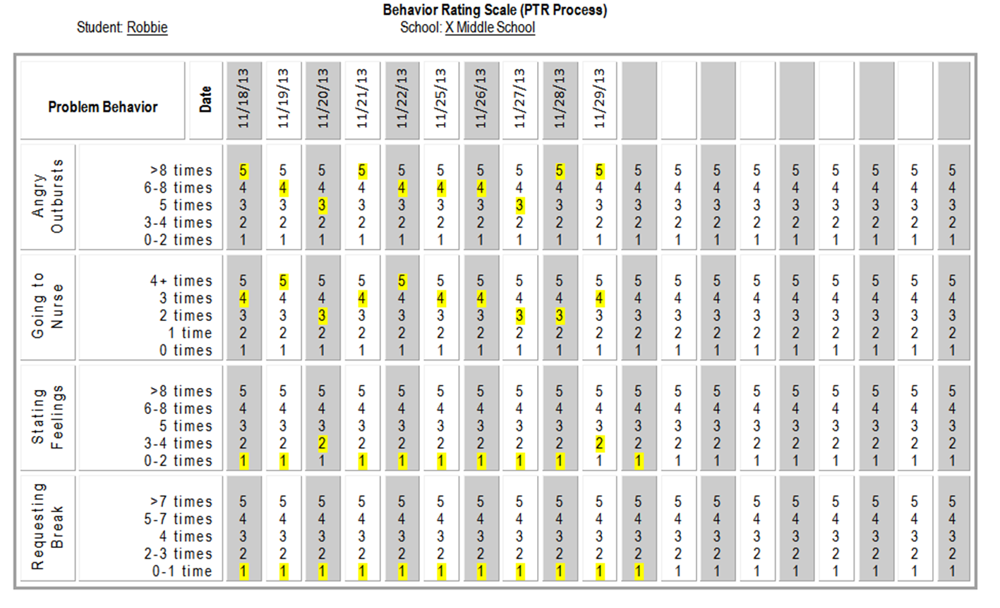 Behavior Rating Scale (PTR Process)
Student: Robbie School: X Middle School
Problem Behavior Date 11/18/13 11/19/13 11/20/13 11/21/13 11/22/13 11/25/13 11/26/13 11/27/13 11/28/13 11/29/13
Angry Outbursts
>8 times 5 5 5 5 5 5 5 5 5 5 5 5 5 5 5 5 5 5 5
6-8 times 4 4 4 4 4 4 4 4 4 4 4 4 4 4 4 4 4 4 4
5 times 3 3 3 3 3 3 3 3 3 3 3 3 3 3 3 3 3 3 3
3-4 times 2 2 2 2 2 2 2 2 2 2 2 2 2 2 2 2 2 2 2
0-2 times 1 1 1 1 1 1 1 1 1 1 1 1 1 1 1 1 1 1 1
Going to Nurse
4+ times 5 5 5 5 5 5 5 5 5 5 5 5 5 5 5 5 5 5 5
3 times 4 4 4 4 4 4 4 4 4 4 4 4 4 4 4 4 4 4 4
2 times 3 3 3 3 3 3 3 3 3 3 3 3 3 3 3 3 3 3 3
1 time 2 2 2 2 2 2 2 2 2 2 2 2 2 2 2 2 2 2 2
0 times 1 1 1 1 1 1 1 1 1 1 1 1 1 1 1 1 1 1 1
Stating Feelings
>8 times 5 5 5 5 5 5 5 5 5 5 5 5 5 5 5 5 5 5 5
6-8 times 4 4 4 4 4 4 4 4 4 4 4 4 4 4 4 4 4 4 4
5 times 3 3 3 3 3 3 3 3 3 3 3 3 3 3 3 3 3 3 3
3-4 times 2 2 2 2 2 2 2 2 2 2 2 2 2 2 2 2 2 2 2
0-2 times 1 1 1 1 1 1 1 1 1 1 1 1 1 1 1 1 1 1 1
Requesting Break
>7 times 5 5 5 5 5 5 5 5 5 5 5 5 5 5 5 5 5 5 5
5-7 times 4 4 4 4 4 4 4 4 4 4 4 4 4 4 4 4 4 4 4
4 times 3 3 3 3 3 3 3 3 3 3 3 3 3 3 3 3 3 3 3
2-3 times 2 2 2 2 2 2 2 2 2 2 2 2 2 2 2 2 2 2 2
0-1 time 1 1 1 1 1 1 1 1 1 1 1 1 1 1 1 1 1 1 1